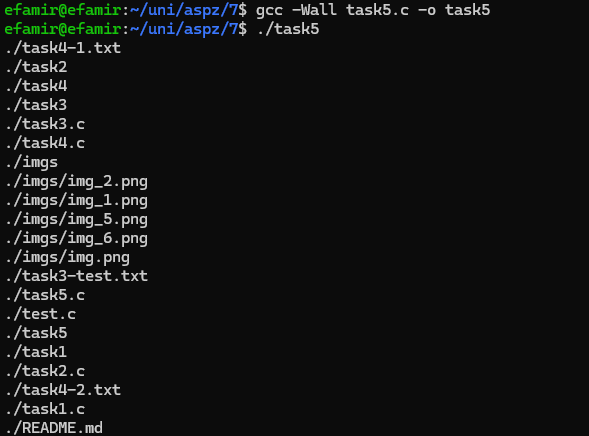 efamir@efamir:~/uni/aspz/7$ gcc -Wall task5.c -o task5
efamir@efamir:~/uni/aspz/7$ ./task5
./task4-1.txt
./task2
./task4
./task3
./task3.c
./task4.c
./imgs
./imgs/img_2.png
./imgs/img_1.png
./imgs/img_5.png
./imgs/img_6.png
./imgs/img.png
./task3-test.txt
./task5.c
./test.c
./task5
./task1
./task2.c
./task4-2.txt
./task1.c
./README.md